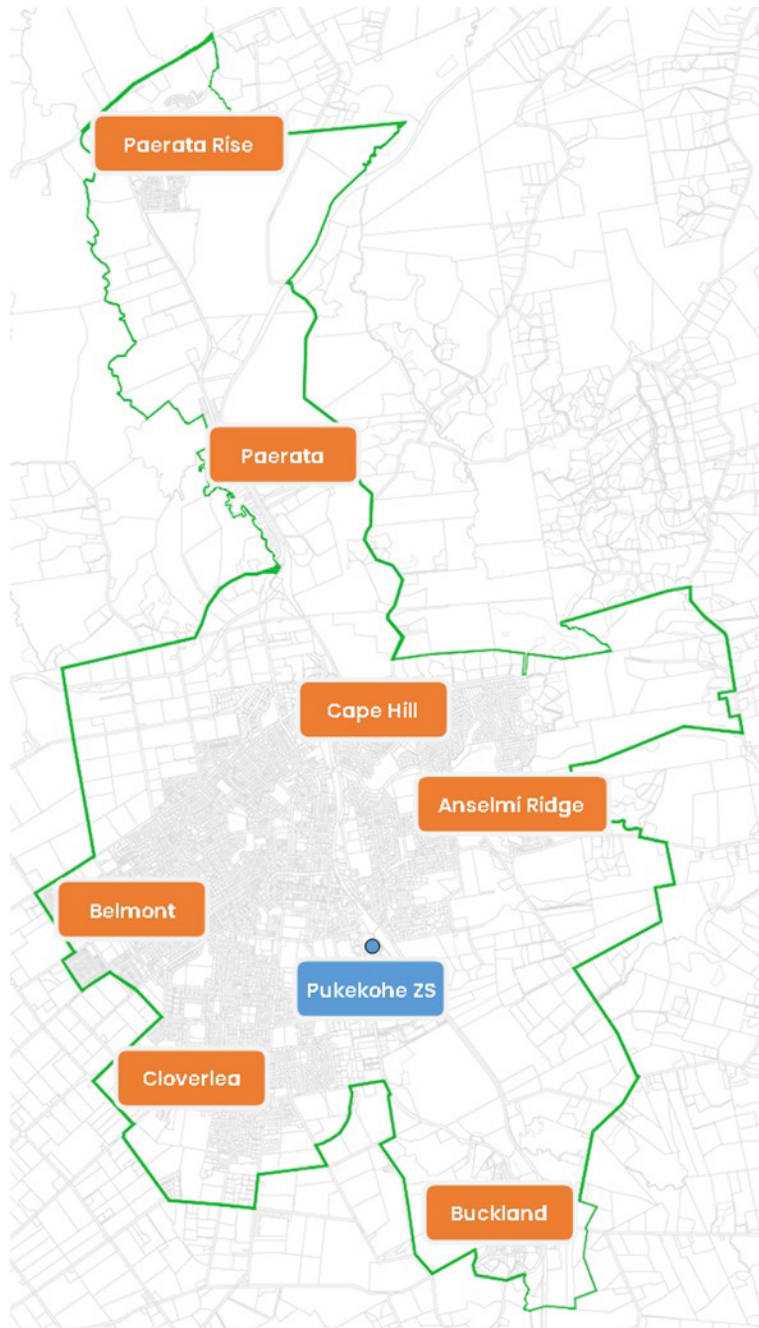 Paerata Rise
Paerata
Cape Hill
Anselmi Ridge
Belmont
Pukekohe ZS
Cloverlea
Buckland